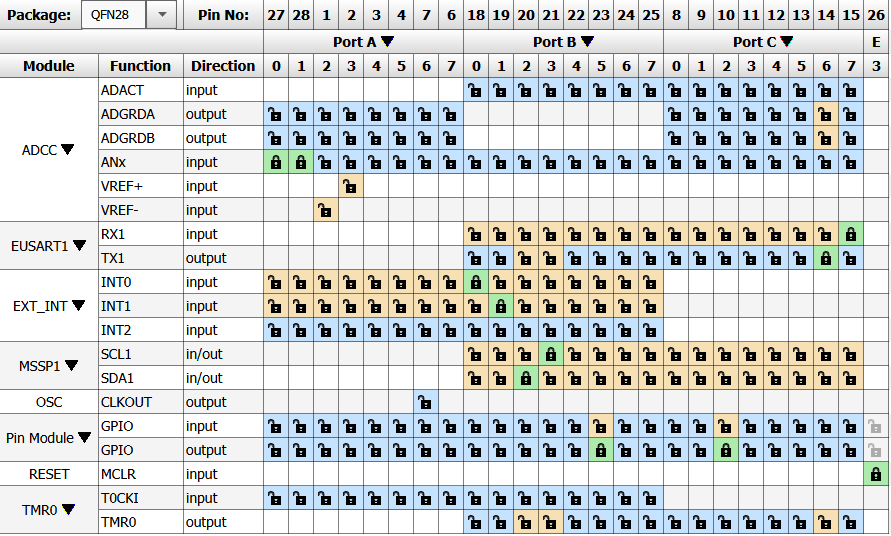 Package: QFN28 Pin No: 27 28 1 2 3 4 7 6 18 19 20 21 22 23 24 25 8 9 10 11 12 13 14 15 26
Port A ▼ Port B ▼ Port C ▼ E
Module Function Direction 0 1 2 3 4 5 6 7 0 1 2 3 4 5 6 7 0 1 2 3 4 5 6 7 3
ADCC ▼
ADACT input
ADGRDA output
ADGRDB output
ANx input
VREF+ input
VREF- input
EUSART1 ▼
RX1 input
TX1 output
EXT_INT ▼
INT0 input
INT1 input
INT2 input
MSSP1 ▼
SCL1 in/out
SDA1 in/out
OSC CLKOUT output
Pin Module ▼
GPIO input
GPIO output
RESET MCLR input
TMR0 ▼
T0CKI input
TMR0 output